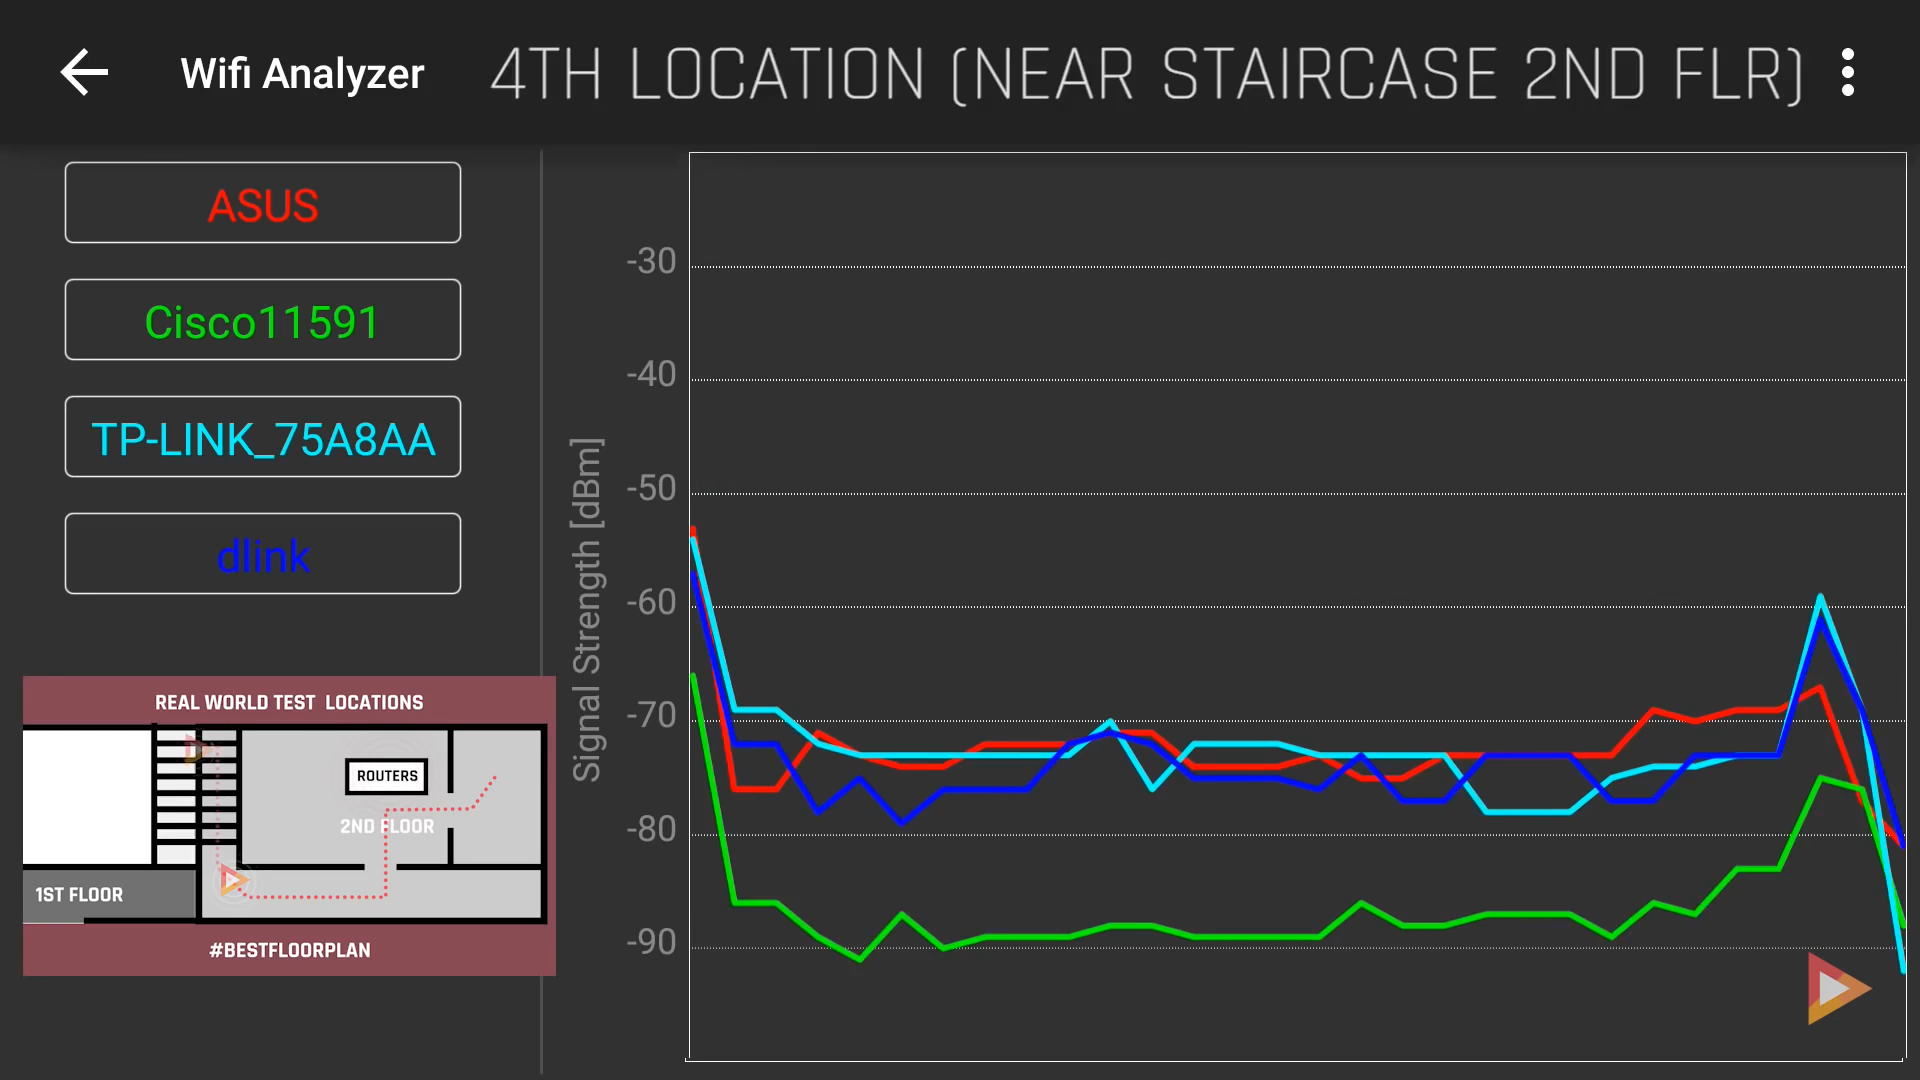 Wifi Analyzer
4TH LOCATION (NEAR STAIRCASE 2ND FLR)
ASUS
Cisco11591
TP-LINK_75A8AA
dlink
Signal Strength [dBm]
-30
-40
-50
-60
-70
-80
-90
REAL WORLD TEST LOCATIONS
ROUTERS
2ND FLOOR
1ST FLOOR
#BESTFLOORPLAN